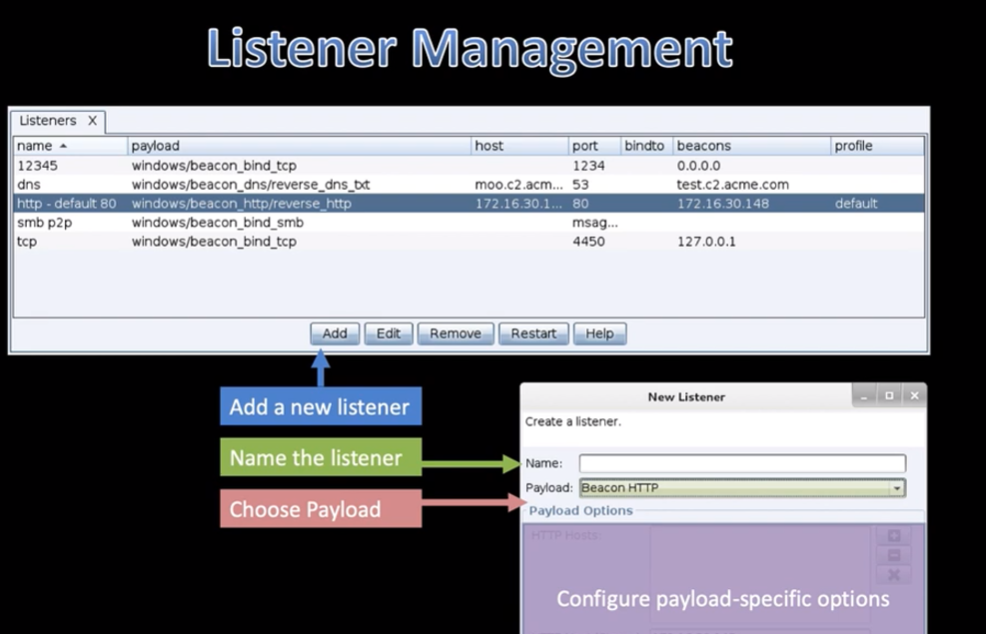 Listener Management
Listeners X
name payload host port bindto beacons profile
12345 windows/beacon_bind_tcp 1234 0.0.0.0
dns windows/beacon_dns/reverse_dns_txt moo.c2.acm... 53 test.c2.acme.com
http - default 80 windows/beacon_http/reverse_http 172.16.30.1... 80 172.16.30.148 default
smb p2p windows/beacon_bind_smb msag...
tcp windows/beacon_bind_tcp 4450 127.0.0.1
Add Edit Remove Restart Help
Add a new listener
Name the listener
Choose Payload
New Listener
Create a listener.
Name:
Payload: Beacon HTTP
Payload Options
HTTP Hosts:
Configure payload-specific options